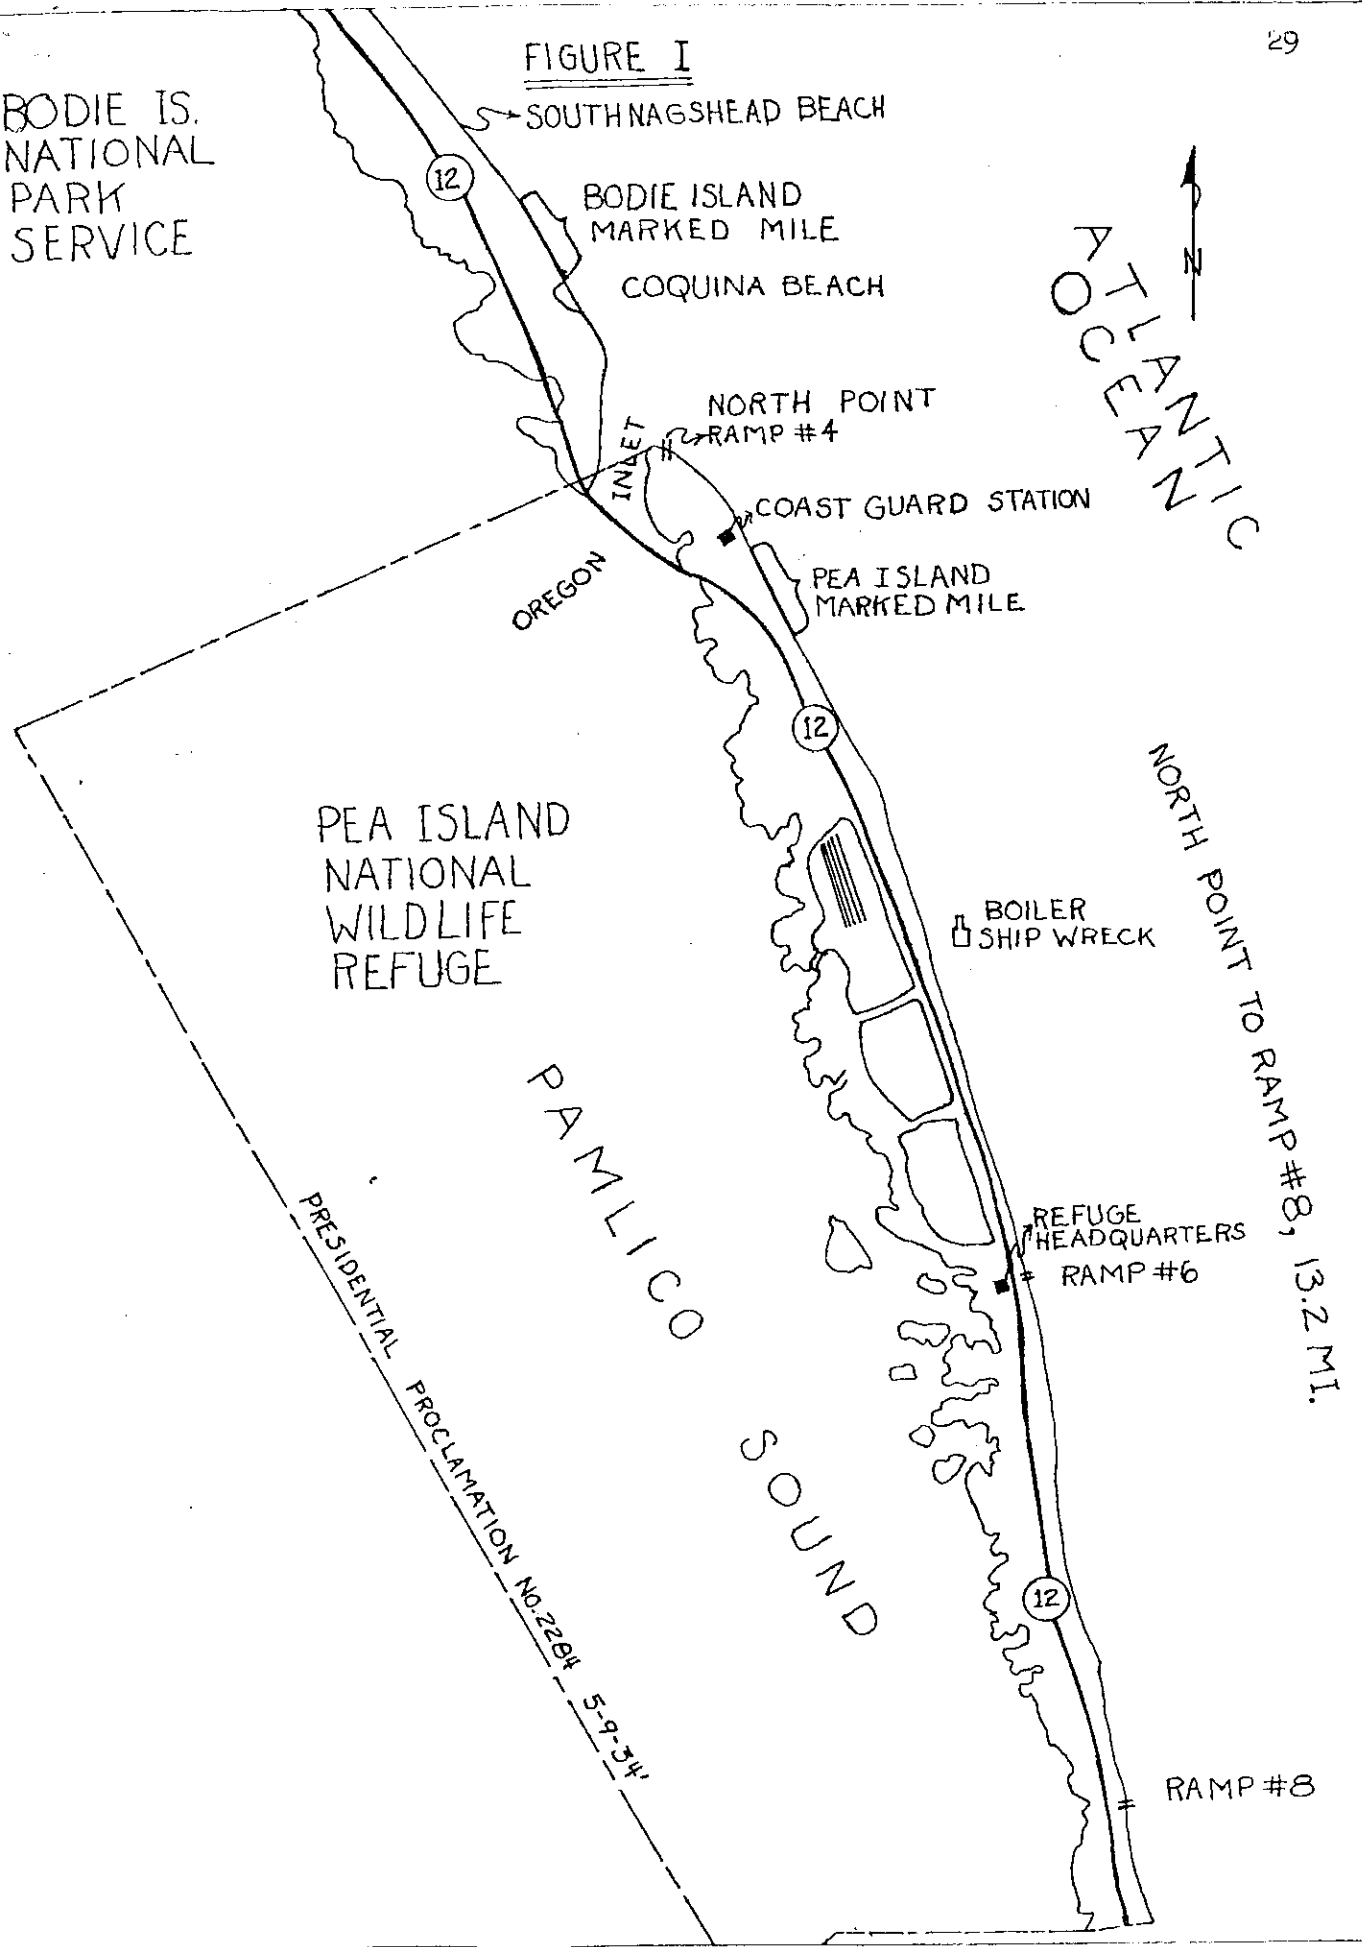 29
FIGURE I
BODIE IS.
NATIONAL
PARK
SERVICE
SOUTHNAGSHEAD BEACH
12
BODIE ISLAND
MARKED MILE
COQUINA BEACH
N
ATLANTIC
OCEAN
NORTH POINT
RAMP #4
INLET
OREGON
COAST GUARD STATION
PEA ISLAND
MARKED MILE
12
PEA ISLAND
NATIONAL
WILDLIFE
REFUGE
BOILER
SHIP WRECK
NORTH POINT TO RAMP #8, 13.2 MI.
PAMLICO SOUND
REFUGE
HEADQUARTERS
RAMP #6
PRESIDENTIAL PROCLAMATION NO. 2284 5-9-34'
12
RAMP #8